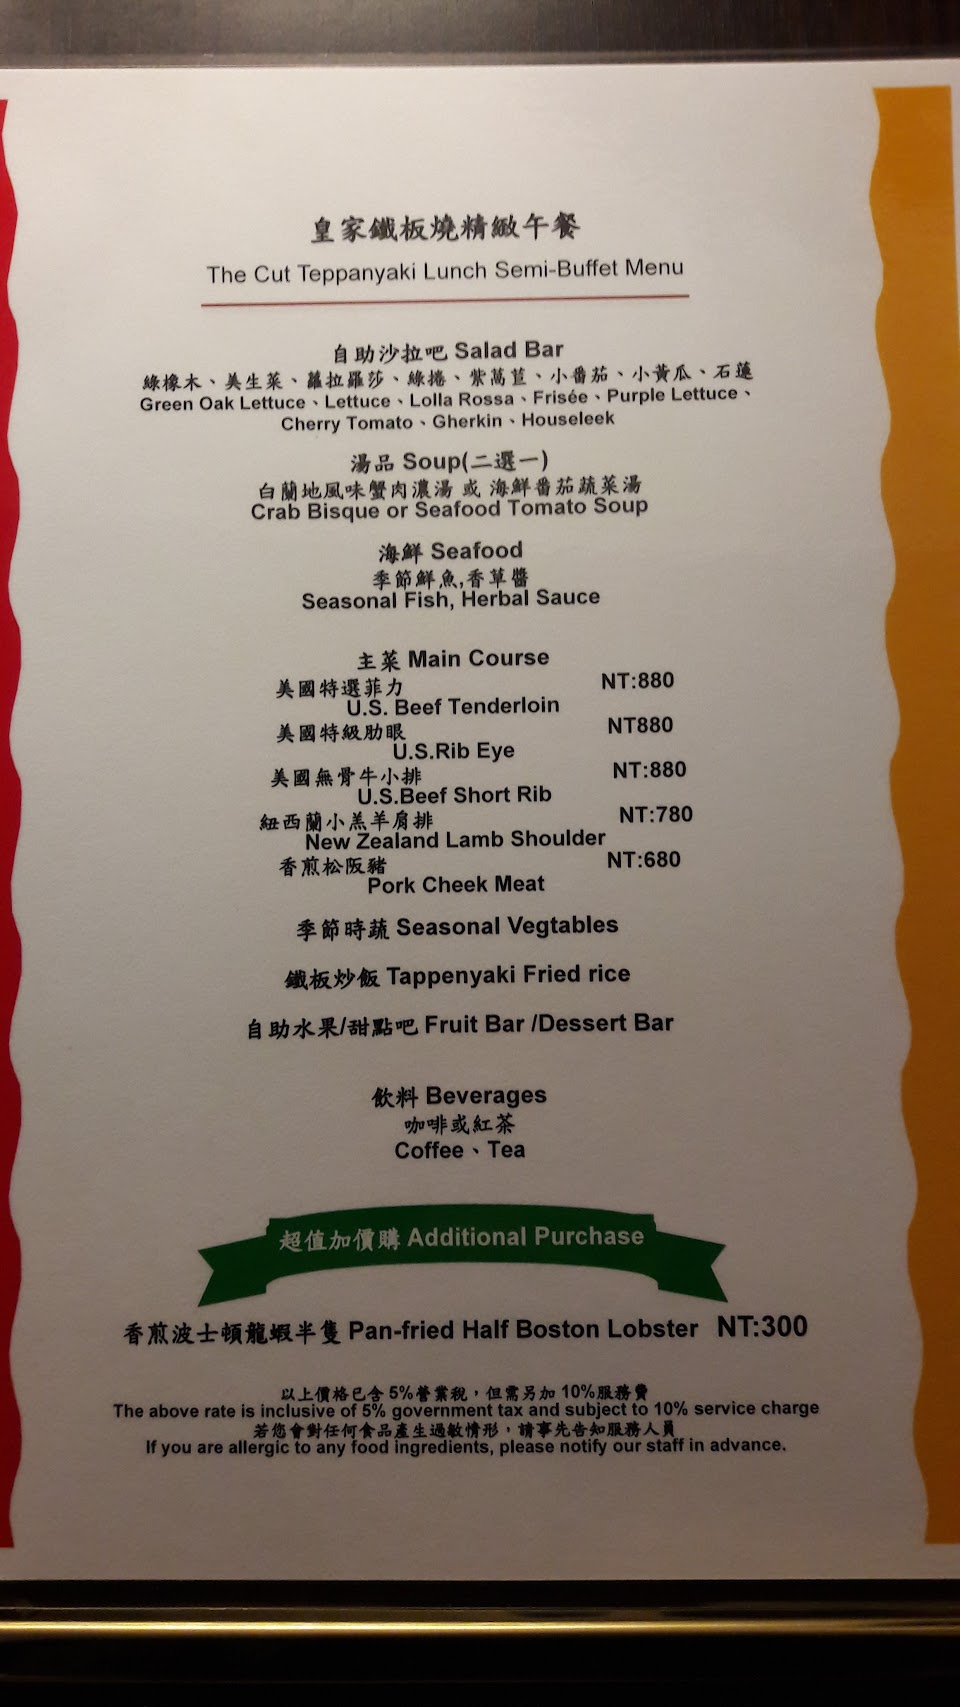 皇家鐵板燒精緻午餐
The Cut Teppanyaki Lunch Semi-Buffet Menu
自助沙拉吧 Salad Bar
綠橡木、美生菜、蘿拉羅莎、綠捲、紫萵苣、小番茄、小黃瓜、石蓮
Green Oak Lettuce、Lettuce、Lolla Rossa、Frisée、Purple Lettuce、
Cherry Tomato、Gherkin、Houseleek
湯品 Soup(二選一)
白蘭地風味蟹肉濃湯 或 海鮮番茄蔬菜湯
Crab Bisque or Seafood Tomato Soup
海鮮 Seafood
季節鮮魚,香草醬
Seasonal Fish, Herbal Sauce
主菜 Main Course
美國特選菲力 NT:880
U.S. Beef Tenderloin
美國特級肋眼 NT880
U.S.Rib Eye
美國無骨牛小排 NT:880
U.S.Beef Short Rib
紐西蘭小羔羊肩排 NT:780
New Zealand Lamb Shoulder
香煎松阪豬 NT:680
Pork Cheek Meat
季節時蔬 Seasonal Vegtables
鐵板炒飯 Tappenyaki Fried rice
自助水果/甜點吧 Fruit Bar /Dessert Bar
飲料 Beverages
咖啡或紅茶
Coffee、Tea
超值加價購 Additional Purchase
香煎波士頓龍蝦半隻 Pan-fried Half Boston Lobster NT:300
以上價格已含 5%營業稅，但需另加 10%服務費
The above rate is inclusive of 5% government tax and subject to 10% service charge
若您會對任何食品產生過敏情形，請事先告知服務人員
If you are allergic to any food ingredients, please notify our staff in advance.